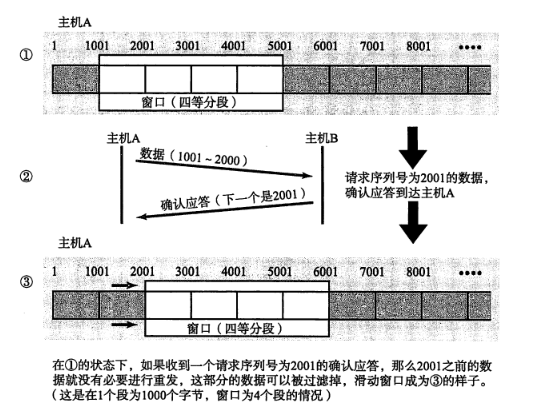 主机A
①
1 1001 2001 3001 4001 5001 6001 7001 8001 ••••
窗口（四等分段）
主机A 主机B
②
数据（1001～2000）
确认应答（下一个是2001）
请求序列号为2001的数据，
确认应答到达主机A
主机A
③
1 1001 2001 3001 4001 5001 6001 7001 8001 ••••
窗口（四等分段）
在①的状态下，如果收到一个请求序列号为2001的确认应答，那么2001之前的数
据就没有必要进行重发，这部分的数据可以被过滤掉，滑动窗口成为③的样子。
（这是在1个段为1000个字节，窗口为4个段的情况）